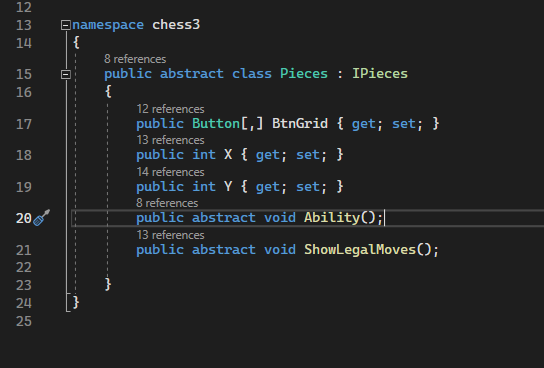 12
13 namespace chess3
14 {
8 references
15 public abstract class Pieces : IPieces
16 {
12 references
17 public Button[,] BtnGrid { get; set; }
13 references
18 public int X { get; set; }
14 references
19 public int Y { get; set; }
8 references
20 public abstract void Ability();
13 references
21 public abstract void ShowLegalMoves();
22
23 }
24 }
25